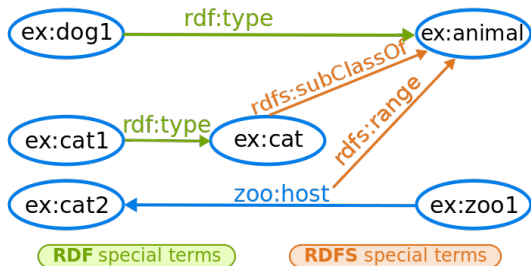 rdf:type
ex:dog1
ex:animal
rdfs:subClassOf
rdf:type
rdfs:range
ex:cat1
ex:cat
zoo:host
ex:cat2
ex:zoo1
RDF special terms
RDFS special terms